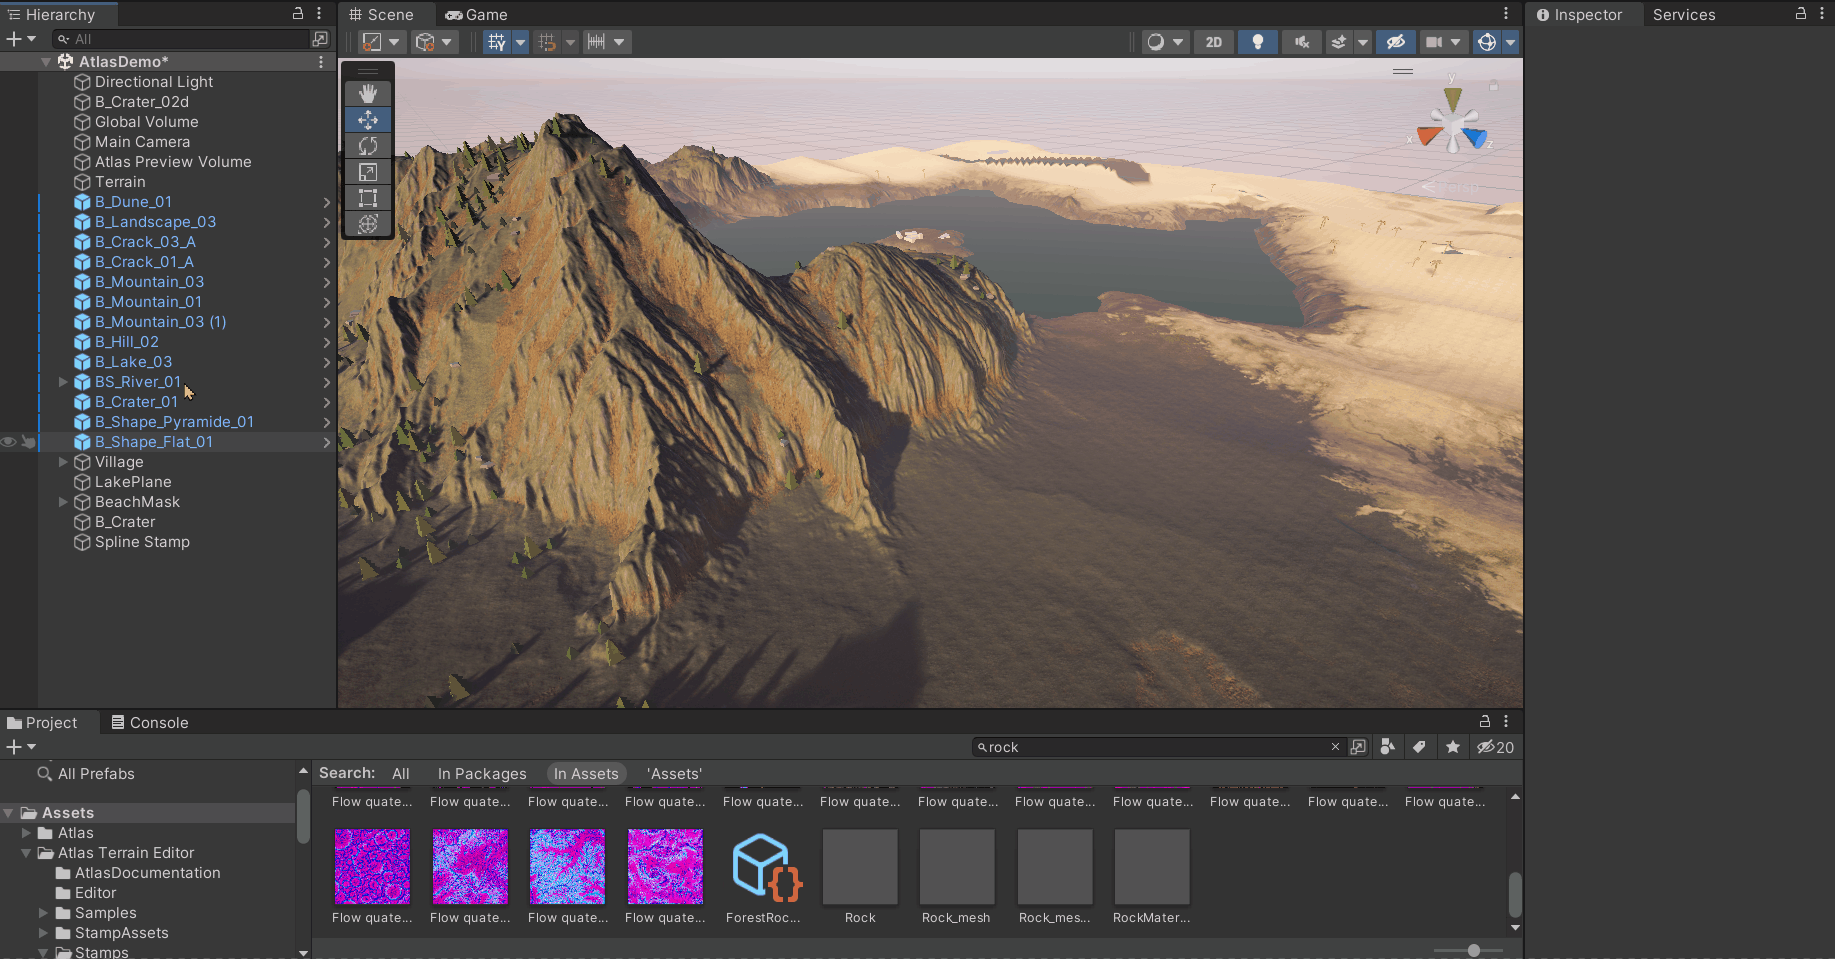 Hierarchy
All
AtlasDemo*
Directional Light
B_Crater_02d
Global Volume
Main Camera
Atlas Preview Volume
Terrain
B_Dune_01
B_Landscape_03
B_Crack_03_A
B_Crack_01_A
B_Mountain_03
B_Mountain_01
B_Mountain_03 (1)
B_Hill_02
B_Lake_03
BS_River_01
B_Crater_01
B_Shape_Pyramide_01
B_Shape_Flat_01
Village
LakePlane
BeachMask
B_Crater
Spline Stamp
Scene Game
2D
y
x
z
Persp
Inspector Services
Project Console
rock
20
All Prefabs
Assets
Atlas
Atlas Terrain Editor
AtlasDocumentation
Editor
Samples
StampAssets
Stamps
Search: All In Packages In Assets 'Assets'
Flow quate... Flow quate... Flow quate... Flow quate... Flow quate... Flow quate... Flow quate... Flow quate... Flow quate... Flow quate... Flow quate... Flow quate...
Flow quate... Flow quate... Flow quate... Flow quate... ForestRoc... Rock Rock_mesh Rock_mes... RockMater...